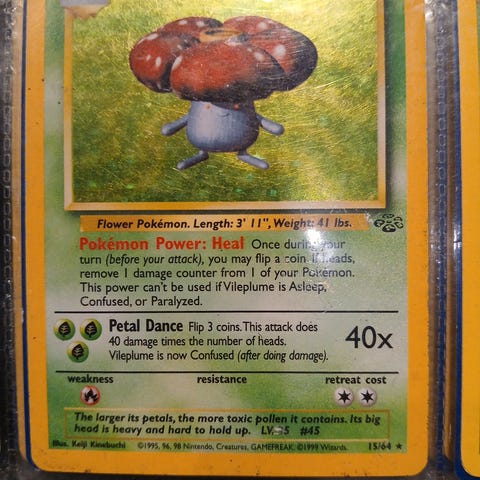 Flower Pokémon. Length: 3' 11", Weight: 41 lbs.
Pokémon Power: Heal Once during your
turn (before your attack), you may flip a coin. If heads,
remove 1 damage counter from 1 of your Pokémon.
This power can't be used if Vileplume is Asleep,
Confused, or Paralyzed.
Petal Dance Flip 3 coins. This attack does
40 damage times the number of heads.
Vileplume is now Confused (after doing damage).
40x
weakness resistance retreat cost
The larger its petals, the more toxic pollen it contains. Its big
head is heavy and hard to hold up. LV. #45
Illus. Keiji Kinebuchi ©1995, 96, 98 Nintendo, Creatures, GAMEFREAK. ©1999 Wizards. 15/64 ★